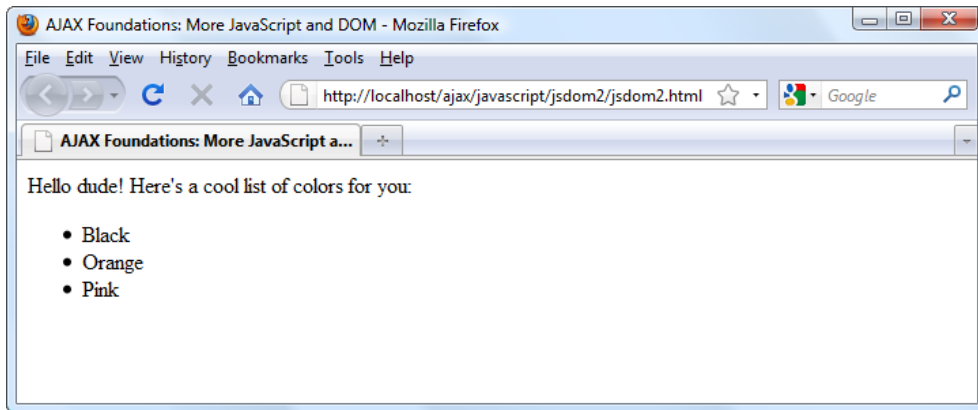 AJAX Foundations: More JavaScript and DOM - Mozilla Firefox
File Edit View History Bookmarks Tools Help
http://localhost/ajax/javascript/jsdom2/jsdom2.html Google
AJAX Foundations: More JavaScript a...
Hello dude! Here's a cool list of colors for you:
• Black
• Orange
• Pink